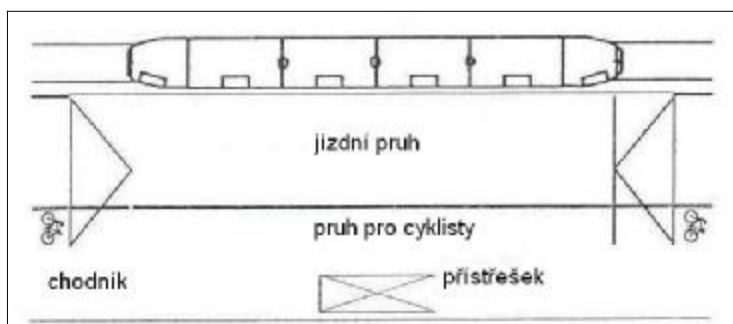 jízdní pruh
pruh pro cyklisty
chodník
přístřešek